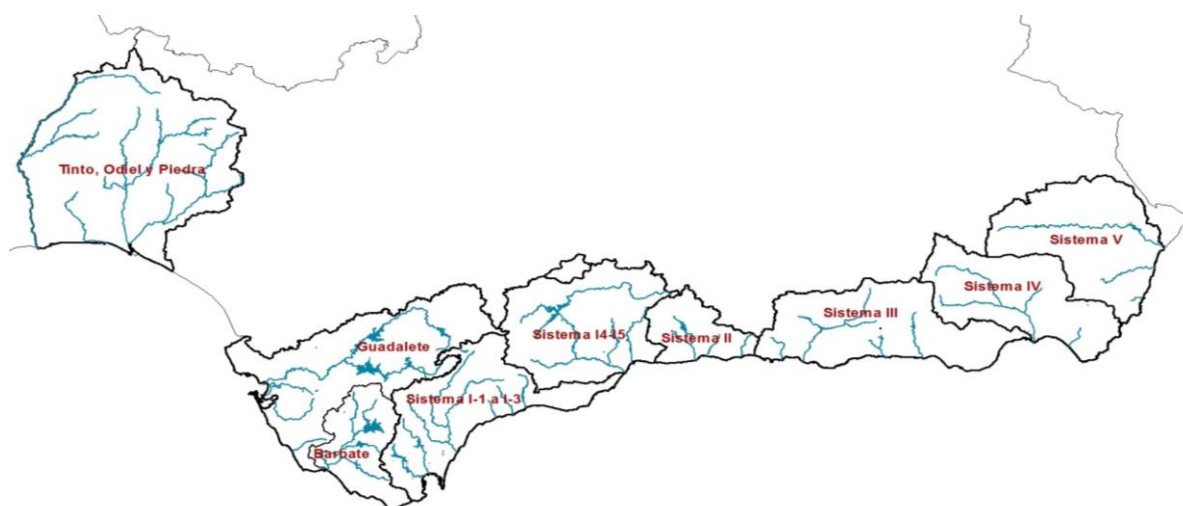 Tinto, Odiel y Piedra
Sistema V
Sistema IV
Sistema III
Sistema I4-I5
Sistema II
Guadalete
Sistema I-1 a I-3
Barbate